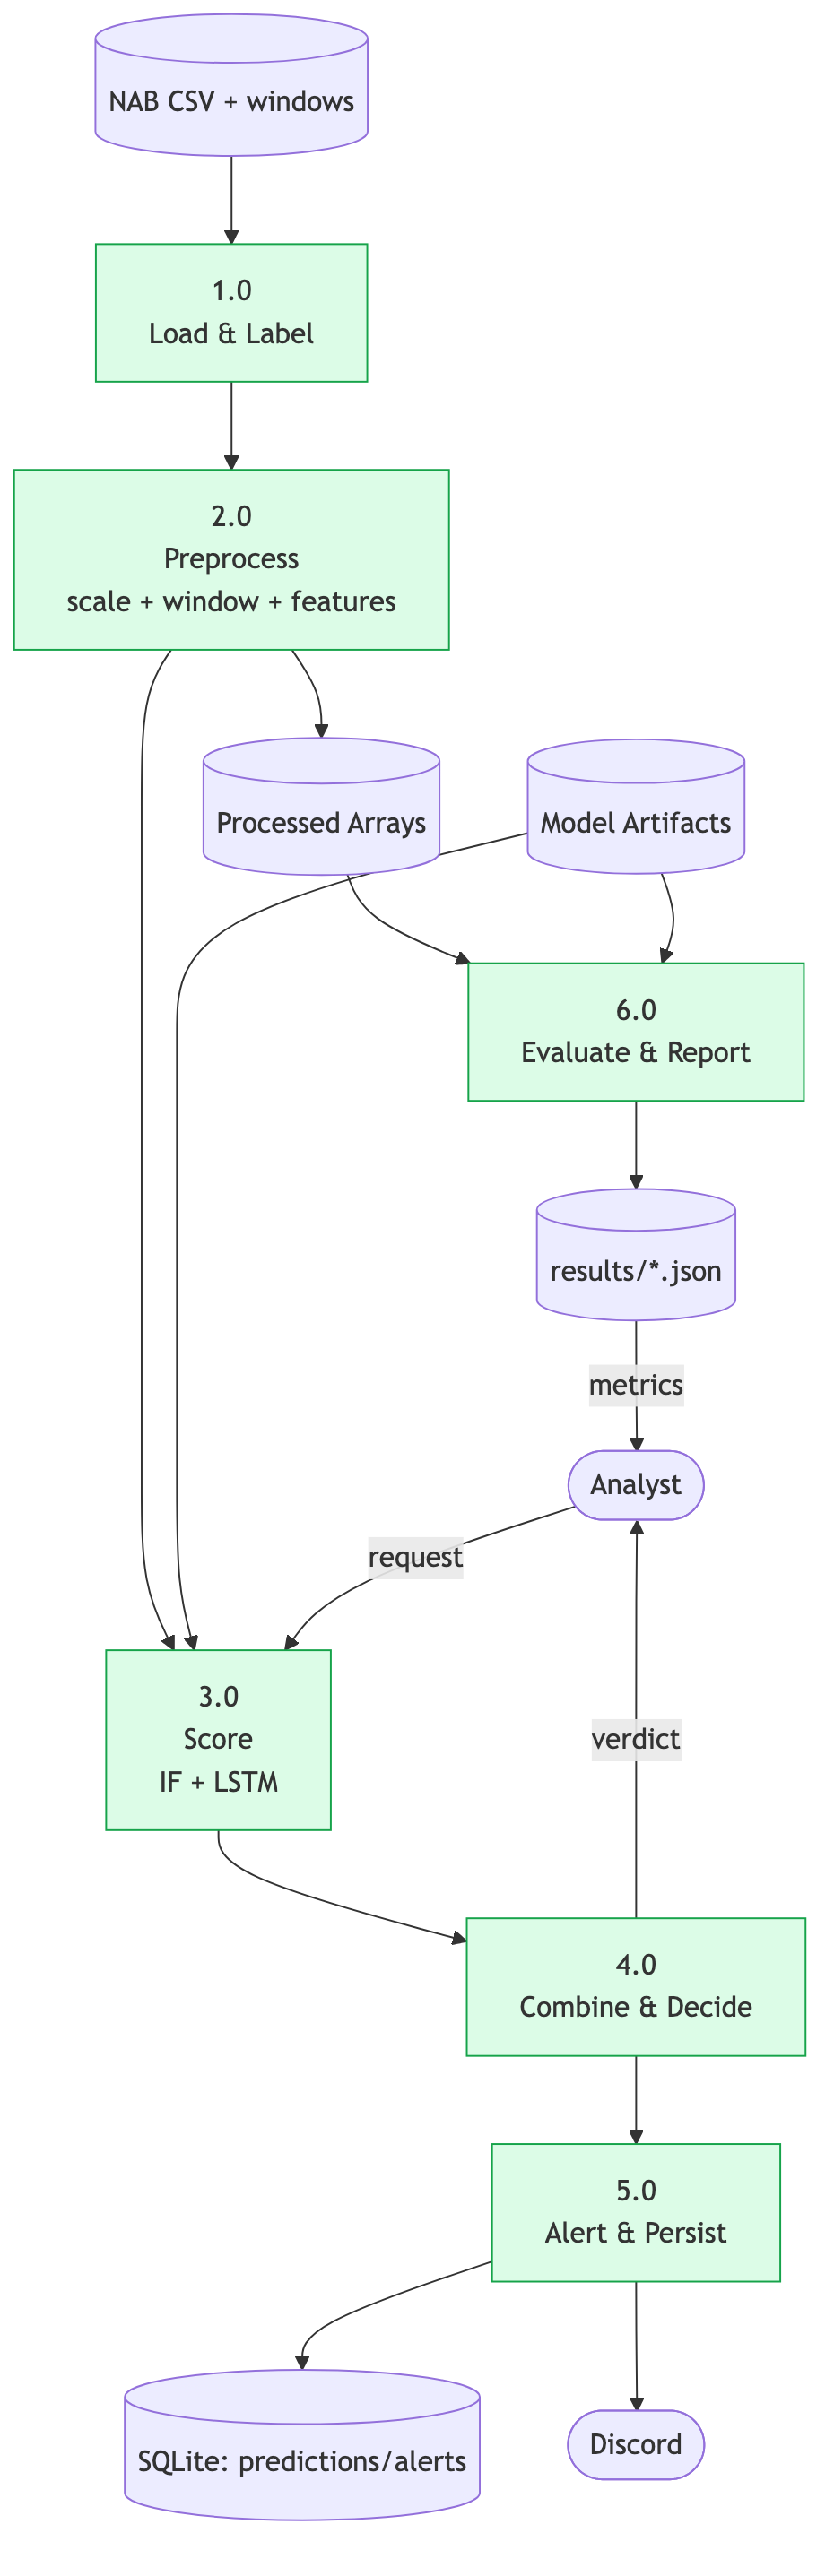 NAB CSV + windows
1.0
Load & Label
2.0
Preprocess
scale + window + features
Processed Arrays
Model Artifacts
6.0
Evaluate & Report
results/*.json
metrics
Analyst
request
3.0
Score
IF + LSTM
verdict
4.0
Combine & Decide
5.0
Alert & Persist
Discord
SQLite: predictions/alerts